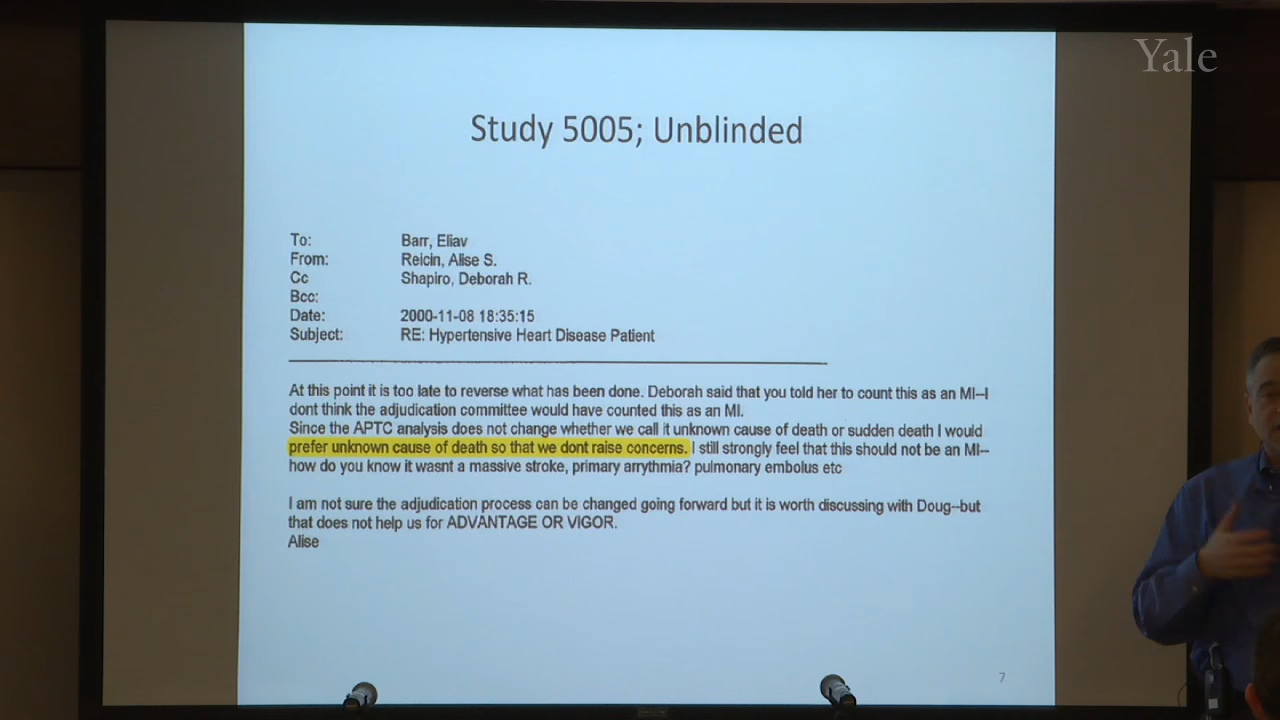 Yale
Study 5005; Unblinded
To: Barr, Eliav
From: Reicin, Alise S.
Cc Shapiro, Deborah R.
Bcc:
Date: 2000-11-08 18:35:15
Subject: RE: Hypertensive Heart Disease Patient
At this point it is too late to reverse what has been done. Deborah said that you told her to count this as an MI--I
dont think the adjudication committee would have counted this as an MI.
Since the APTC analysis does not change whether we call it unknown cause of death or sudden death I would
prefer unknown cause of death so that we dont raise concerns. I still strongly feel that this should not be an MI--
how do you know it wasnt a massive stroke, primary arrythmia? pulmonary embolus etc
I am not sure the adjudication process can be changed going forward but it is worth discussing with Doug--but
that does not help us for ADVANTAGE OR VIGOR.
Alise
7